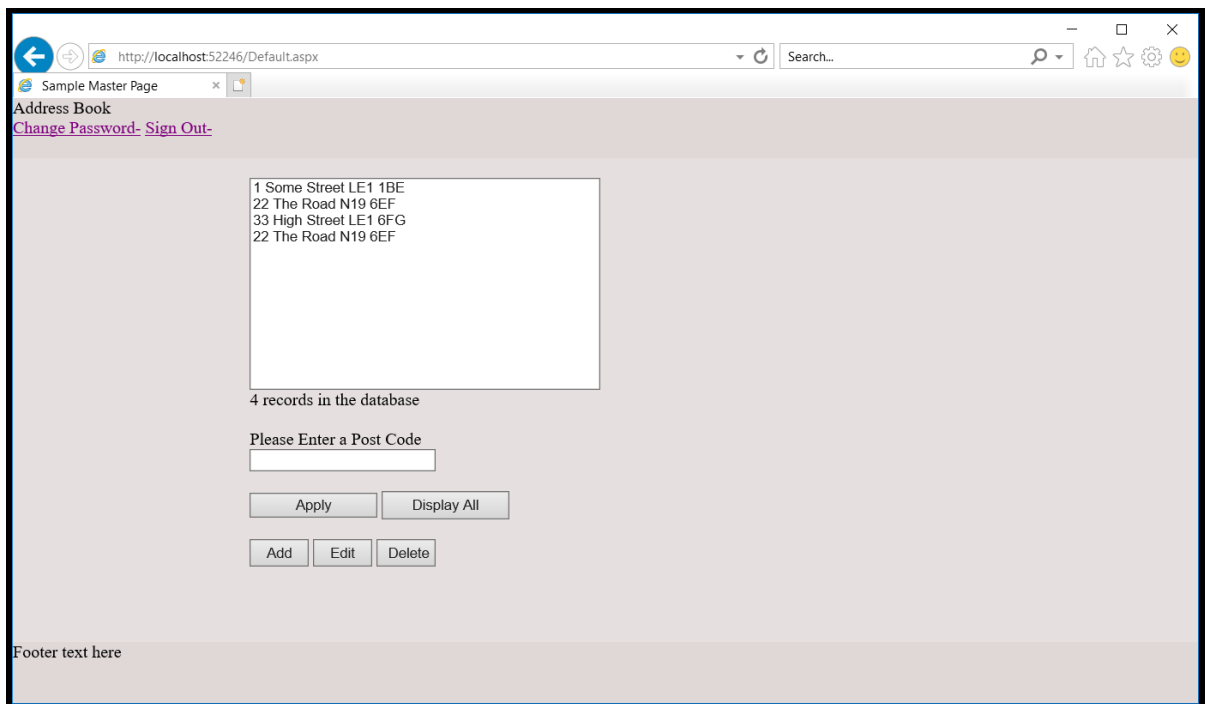 http://localhost:52246/Default.aspx
Search...
Sample Master Page
Address Book
Change Password- Sign Out-
1 Some Street LE1 1BE
22 The Road N19 6EF
33 High Street LE1 6FG
22 The Road N19 6EF
4 records in the database
Please Enter a Post Code
Apply Display All
Add Edit Delete
Footer text here